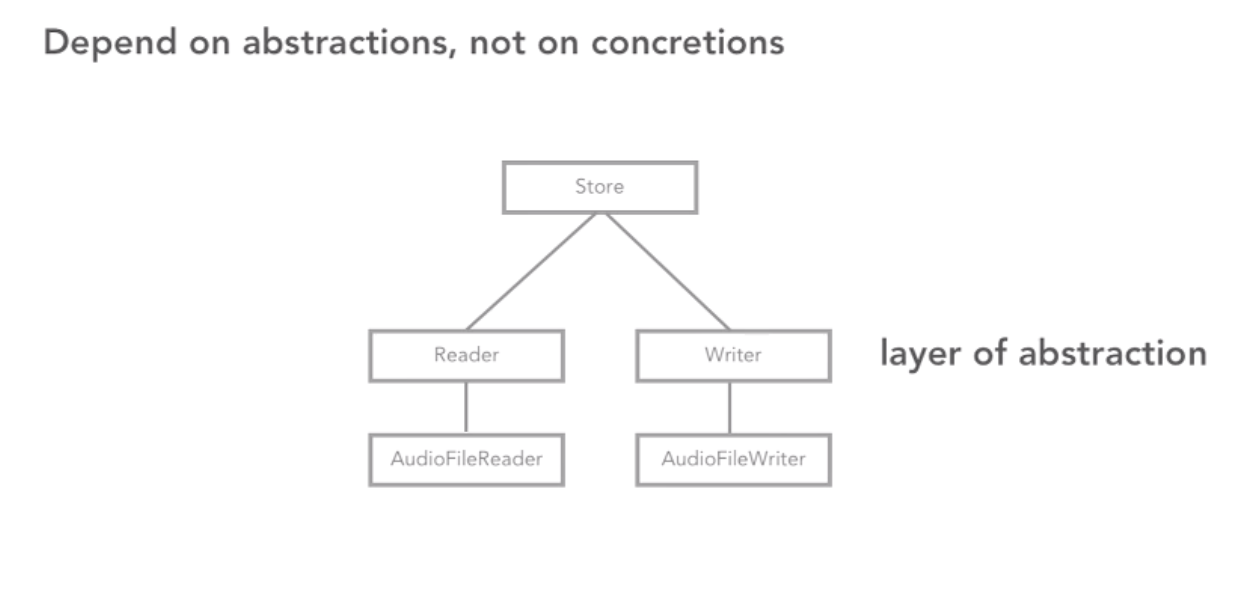 Depend on abstractions, not on concretions
Store
Reader
Writer
layer of abstraction
AudioFileReader
AudioFileWriter